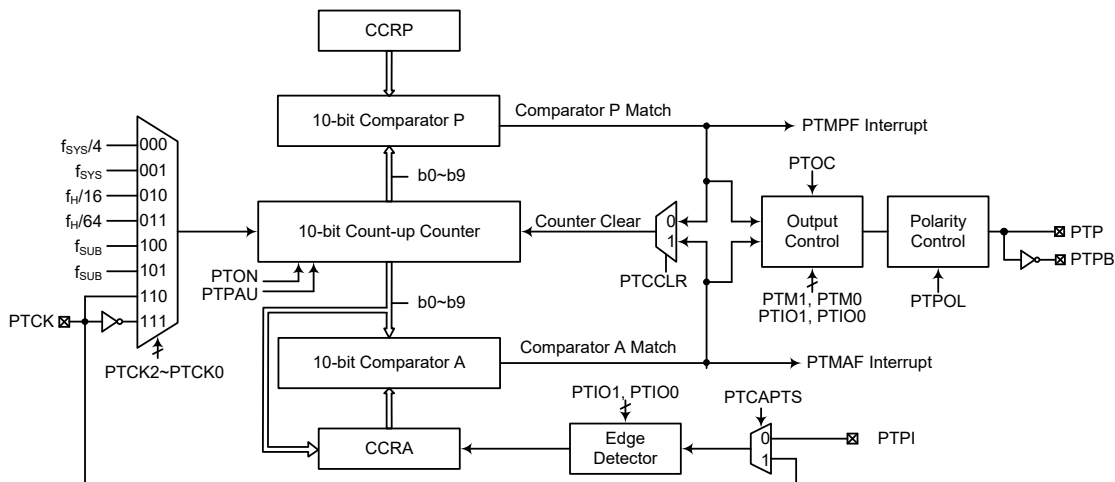 CCRP
10-bit Comparator P
Comparator P Match
PTMPF Interrupt
fSYS/4
000
fSYS
001
fH/16
010
fH/64
011
fSUB
100
fSUB
101
110
PTCK
111
PTCK2~PTCK0
b0~b9
10-bit Count-up Counter
PTON
PTPAU
Counter Clear
0
1
PTCCLR
PTOC
Output
Control
PTM1, PTM0
PTIO1, PTIO0
Polarity
Control
PTPOL
PTP
PTPB
b0~b9
10-bit Comparator A
Comparator A Match
PTMAF Interrupt
CCRA
PTIO1, PTIO0
Edge
Detector
PTCAPTS
0
1
PTPI